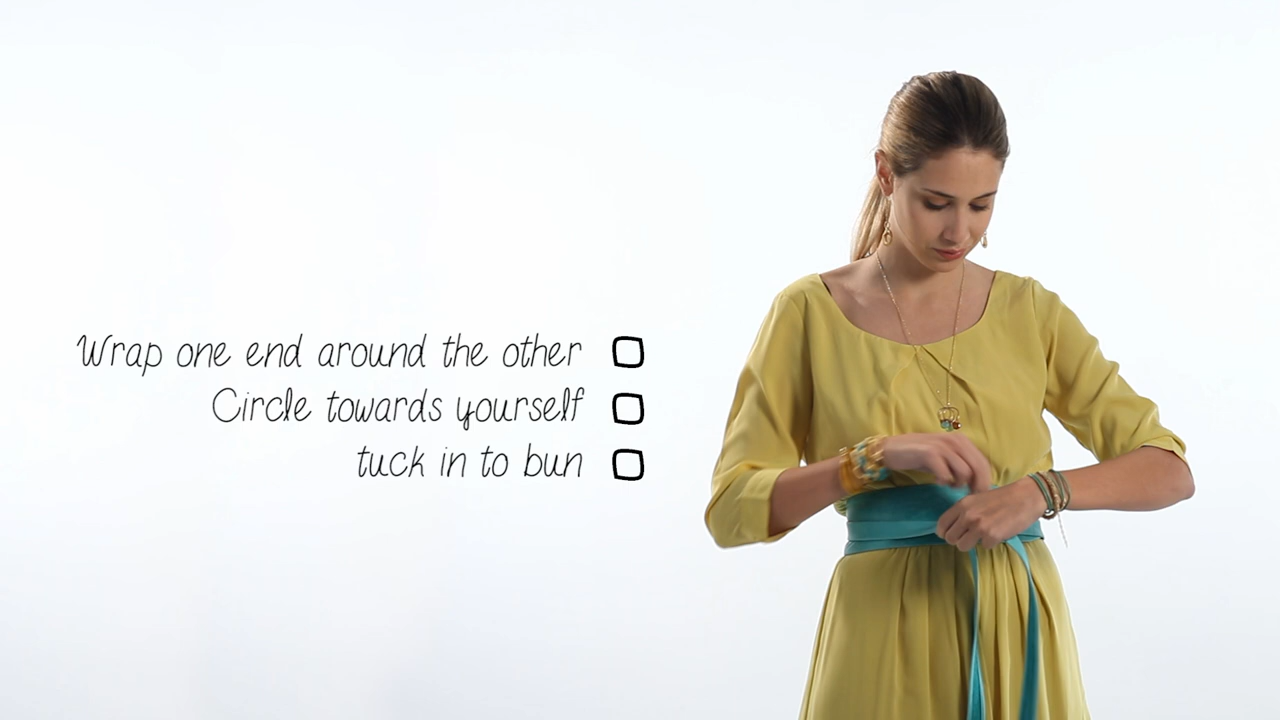 Wrap one end around the other
Circle towards yourself
tuck in to bun